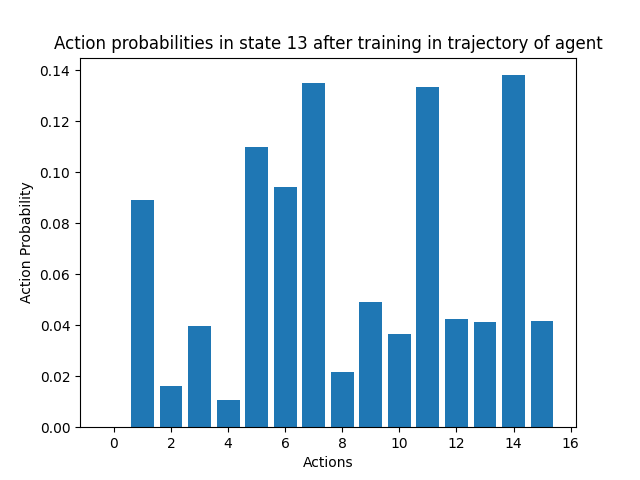 Action probabilities in state 13 after training in trajectory of agent
0.14
0.12
0.10
0.08
0.06
0.04
0.02
0.00
Action Probability
0 2 4 6 8 10 12 14 16
Actions